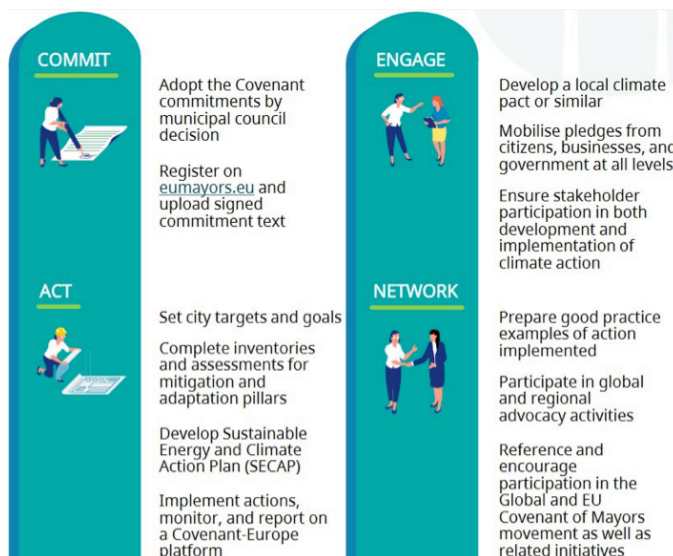 COMMIT
Adopt the Covenant
commitments by
municipal council
decision
Register on
eumayors.eu and
upload signed
commitment text
ACT
Set city targets and goals
Complete inventories
and assessments for
mitigation and
adaptation pillars
Develop Sustainable
Energy and Climate
Action Plan (SECAP)
Implement actions,
monitor, and report on
a Covenant-Europe
platform
ENGAGE
Develop a local climate
pact or similar
Mobilise pledges from
citizens, businesses, and
government at all levels
Ensure stakeholder
participation in both
development and
implementation of
climate action
NETWORK
Prepare good practice
examples of action
implemented
Participate in global
and regional
advocacy activities
Reference and
encourage
participation in the
Global and EU
Covenant of Mayors
movement as well as
related initiatives